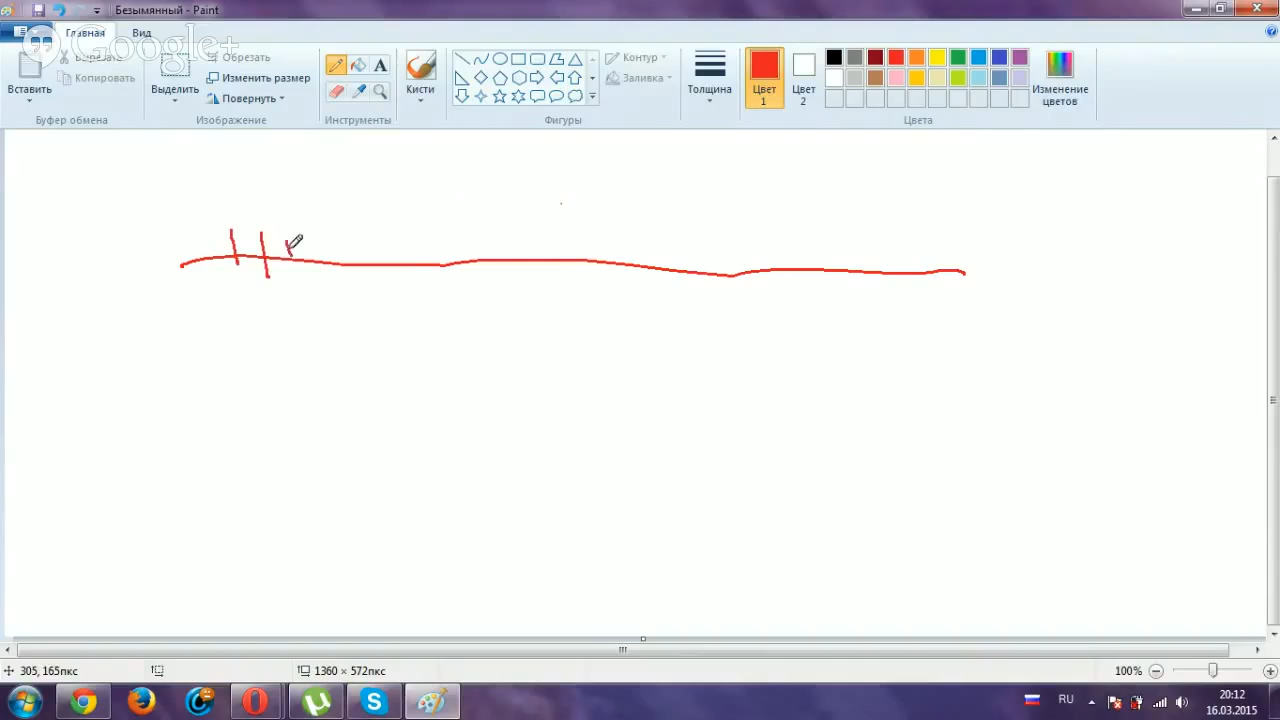 Безымянный - Paint
Главная
Вид
Google+
Вставить
Вырезать
Копировать
Буфер обмена
Выделить
Обрезать
Изменить размер
Повернуть
Изображение
A
Инструменты
Кисти
Контур
Заливка
Фигуры
Толщина
Цвет
1
Цвет
2
Изменение
цветов
Цвета
305, 165пкс
1360 × 572пкс
100%
RU
20:12
16.03.2015